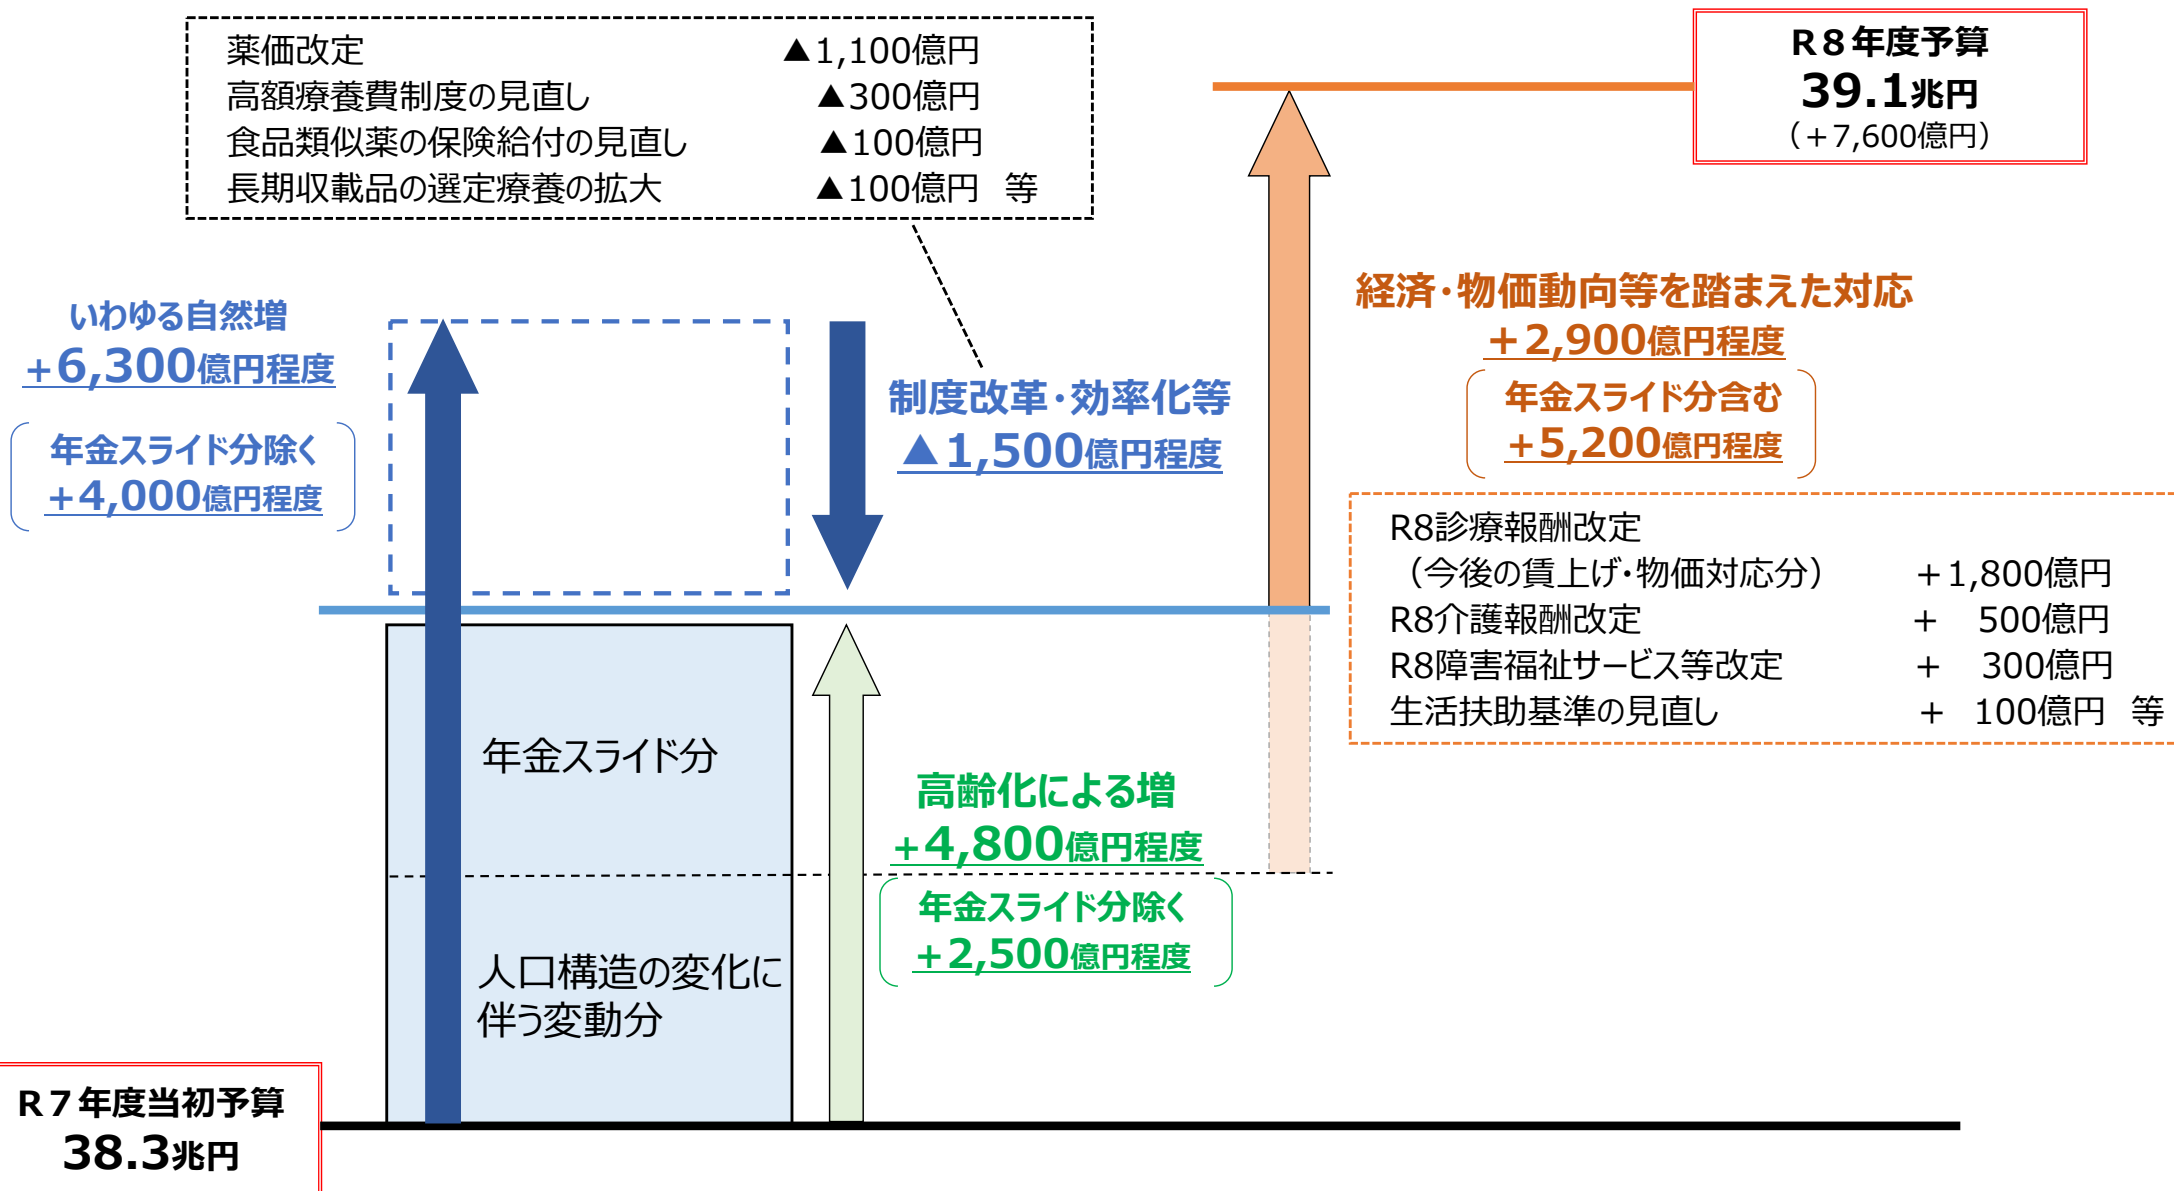 薬価改定 ▲1,100億円
高額療養費制度の見直し ▲300億円
食品類似薬の保険給付の見直し ▲100億円
長期収載品の選定療養の拡大 ▲100億円 等
R8年度予算
39.1兆円
（+7,600億円）
いわゆる自然増
+6,300億円程度
年金スライド分除く
+4,000億円程度
制度改革・効率化等
▲1,500億円程度
経済・物価動向等を踏まえた対応
+2,900億円程度
年金スライド分含む
+5,200億円程度
R8診療報酬改定
（今後の賃上げ・物価対応分） +1,800億円
R8介護報酬改定 + 500億円
R8障害福祉サービス等改定 + 300億円
生活扶助基準の見直し + 100億円 等
年金スライド分
高齢化による増
+4,800億円程度
年金スライド分除く
+2,500億円程度
人口構造の変化に
伴う変動分
R7年度当初予算
38.3兆円